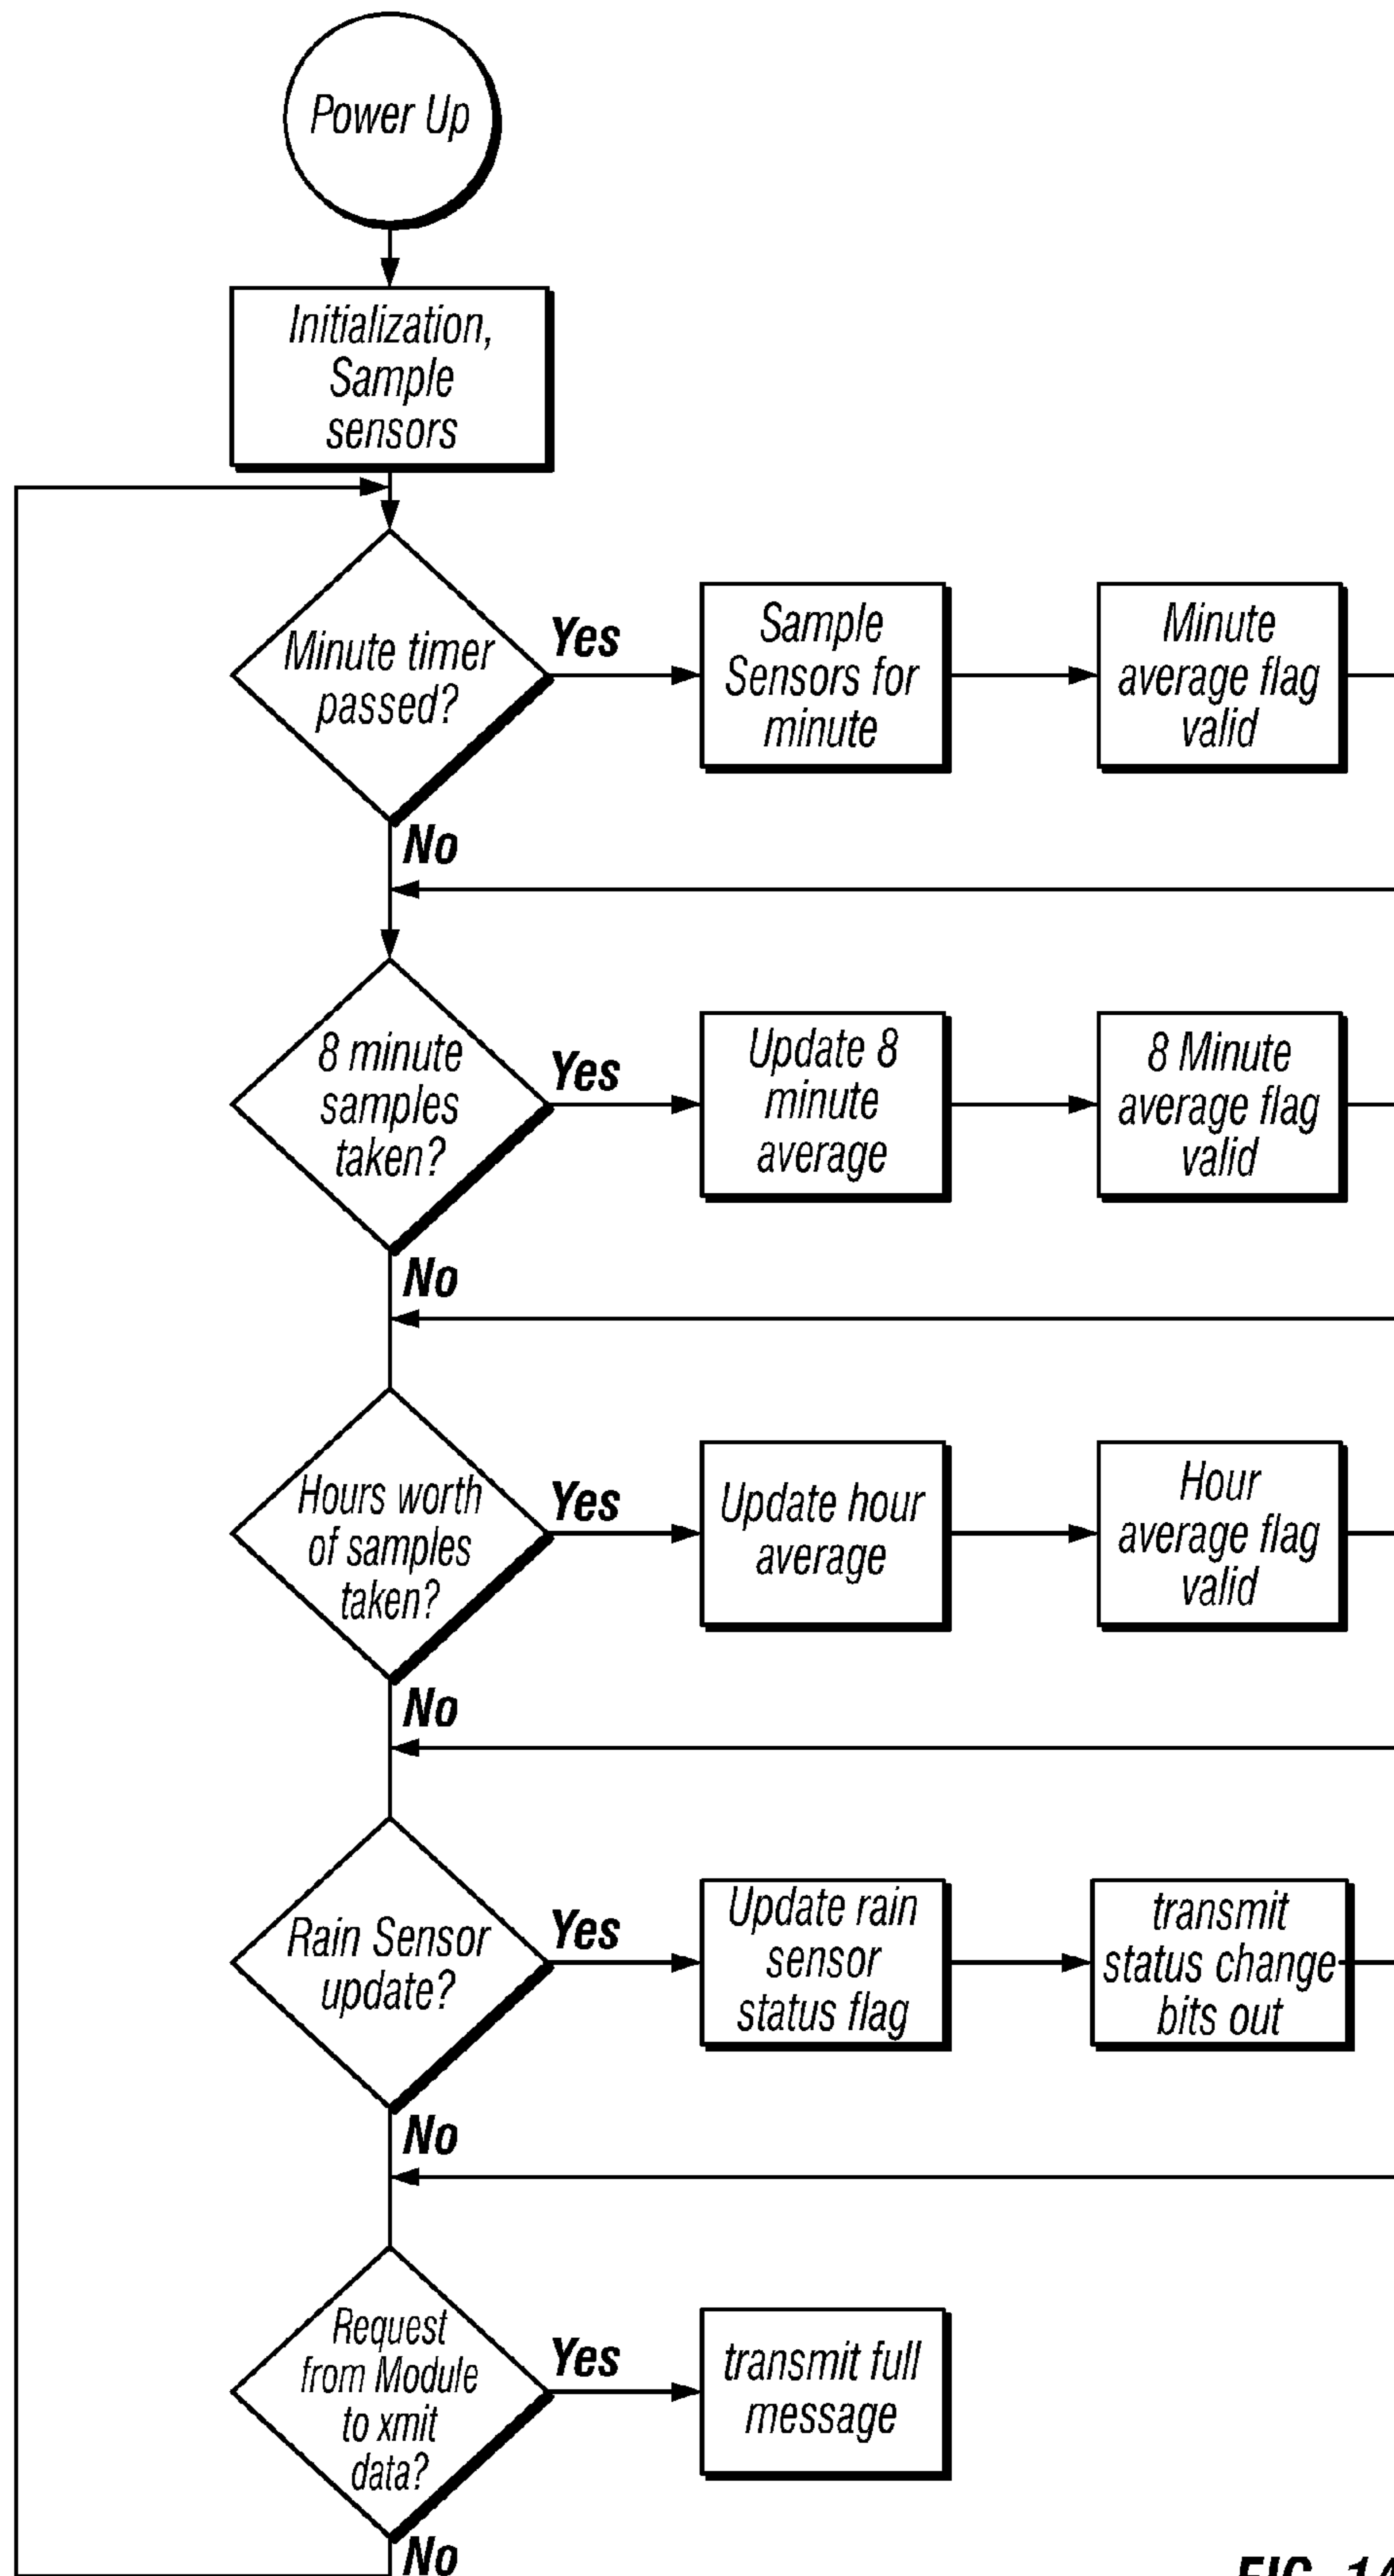 Power Up
Initialization,
Sample
sensors
Minute timer
passed?
Yes
Sample
Sensors for
minute
Minute
average flag
valid
No
8 minute
samples
taken?
Yes
Update 8
minute
average
8 Minute
average flag
valid
No
Hours worth
of samples
taken?
Yes
Update hour
average
Hour
average flag
valid
No
Rain Sensor
update?
Yes
Update rain
sensor
status flag
transmit
status change
bits out
No
Request
from Module
to xmit
data?
Yes
transmit full
message
No
FIG. 14